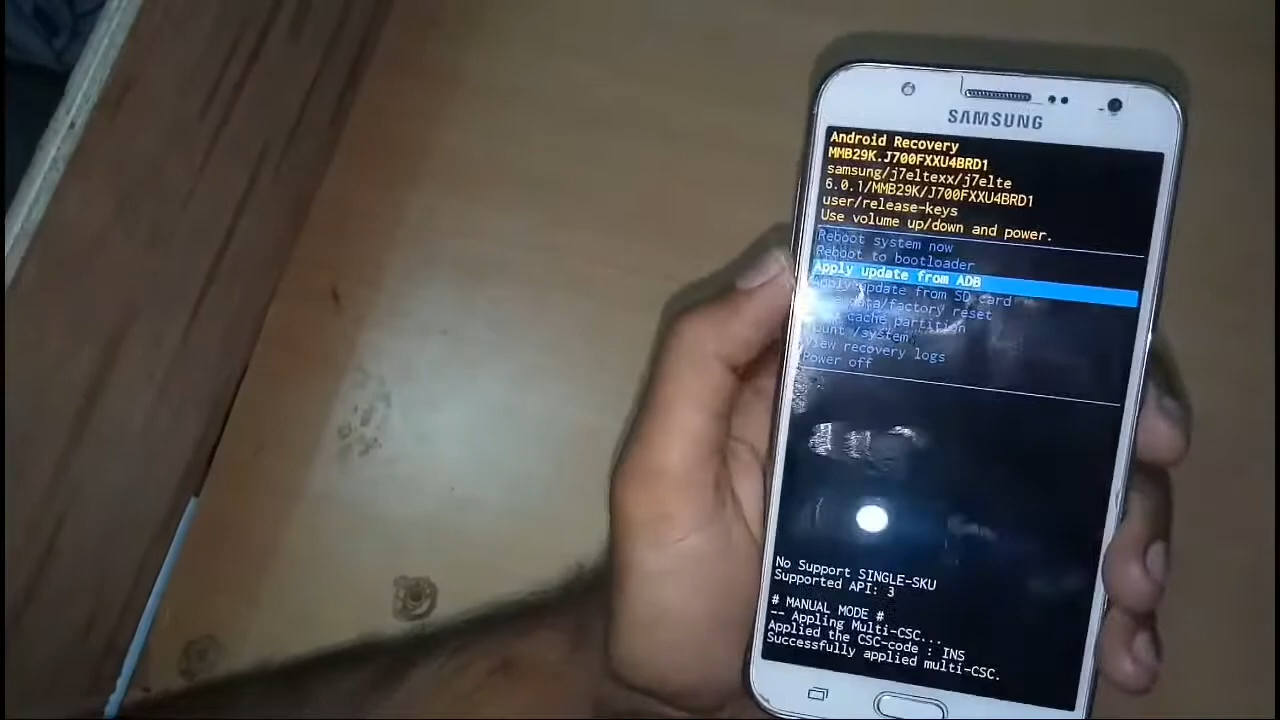 SAMSUNG
Android Recovery
MMB29K.J700FXXU4BRD1
samsung/j7eltexx/j7elte
6.0.1/MMB29K/J700FXXU4BRD1
user/release-keys
Use volume up/down and power.
Reboot system now
Reboot to bootloader
Apply update from ADB
Apply update from SD card
data/factory reset
cache partition
Mount /system
View recovery logs
Power off
No Support SINGLE-SKU
Supported API: 3
# MANUAL MODE #
-- Appling Multi-CSC...
Applied the CSC-code : INS
Successfully applied multi-CSC.